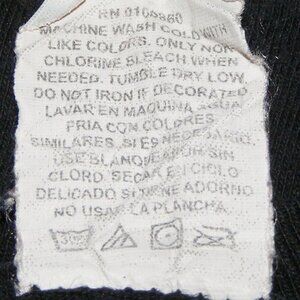 RN 0106860
MACHINE WASH COLD WITH
LIKE COLORS. ONLY NON
CHLORINE BLEACH WHEN
NEEDED. TUMBLE DRY LOW.
DO NOT IRON IF DECORATED
LAVAR EN MAQUINA AGUA
FRIA CON COLORES
SIMILARES. SI ES NECESARIO,
USE BLANQUEADOR SIN
CLORO. SECAR EN CICLO
DELICADO SI TIENE ADORNO
NO USAR LA PLANCHA.